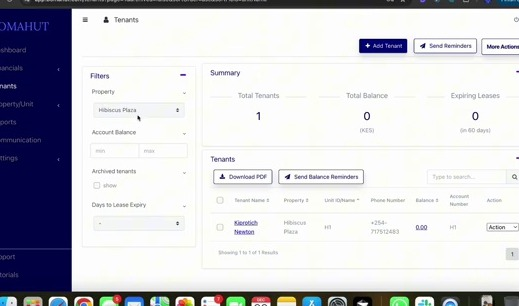 OMAHUT
shboard
nancials
nants
operty/Unit
ports
ommunication
ttings
pport
torials
Tenants
+ Add Tenant
Send Reminders
More Actions
Filters
Property
Hibiscus Plaza
Account Balance
min
max
Archived tenants
show
Days to Lease Expiry
-
Summary
Total Tenants
1
Total Balance
0
(KES)
Expiring Leases
0
(in 60 days)
Tenants
Download PDF
Send Balance Reminders
Type to search...
Tenant Name
Property
Unit ID/Name
Phone Number
Balance
Account Number
Action
Kiprotich Newton
Hibiscus Plaza
H1
+254-717512483
0.00
H1
Action
Showing 1 to 1 of 1 Results
1